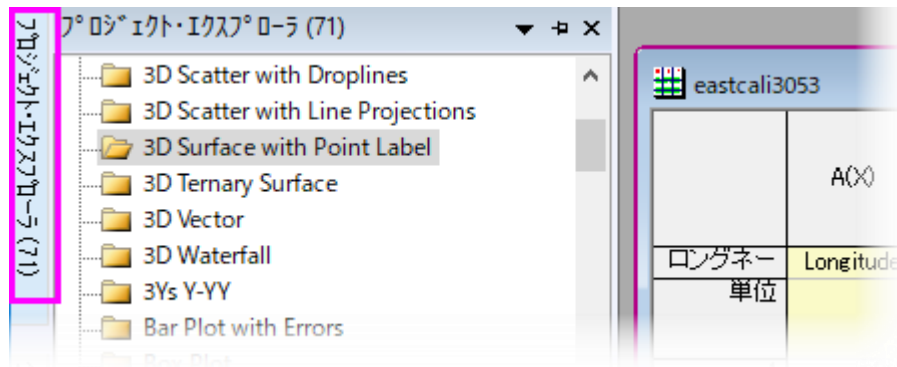 プロジェクト・エクスプローラ (71)
ﾌﾟﾛｼﾞｪｸﾄ・ｴｸｽﾌﾟﾛｰﾗ (71)
3D Scatter with Droplines
3D Scatter with Line Projections
3D Surface with Point Label
3D Ternary Surface
3D Vector
3D Waterfall
3Ys Y-YY
Bar Plot with Errors
Box Plot
eastcali3053
A(X)
ロングネー
Longitude
単位